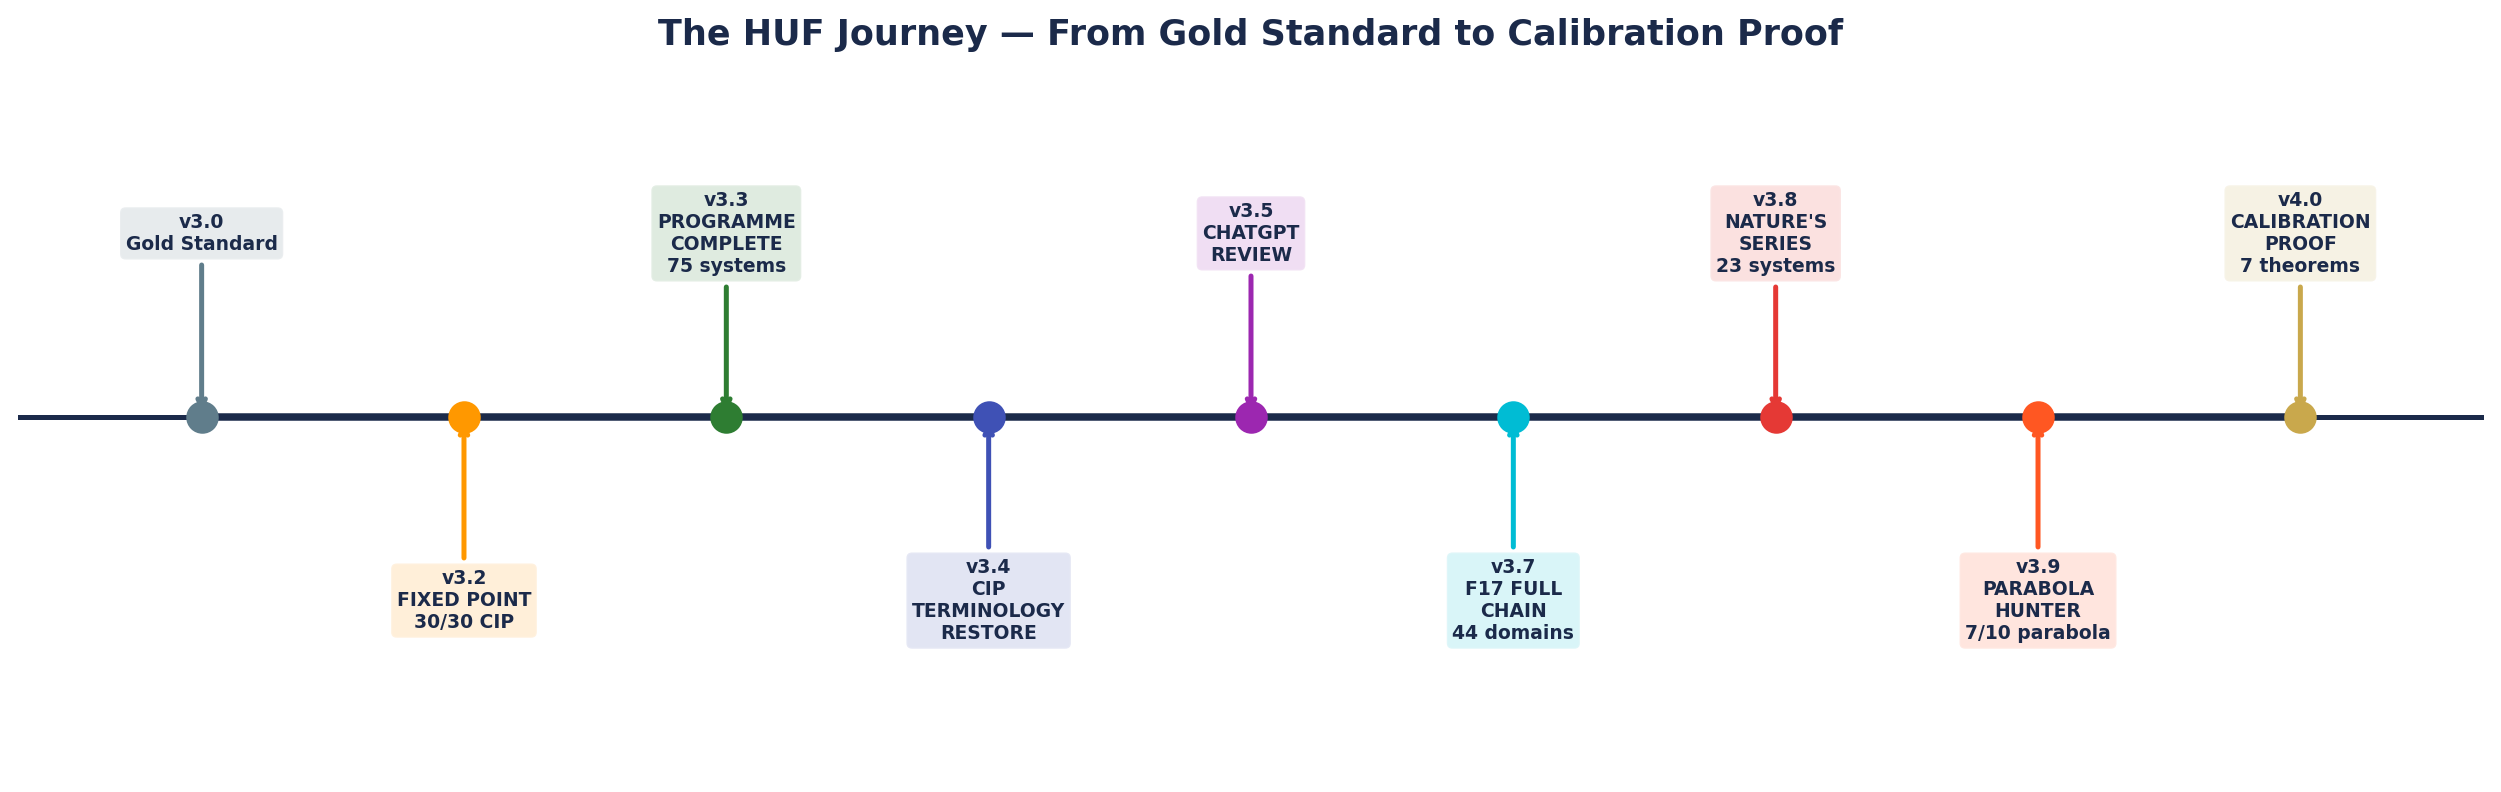 The HUF Journey — From Gold Standard to Calibration Proof
v3.0
Gold Standard
v3.2
FIXED POINT
30/30 CIP
v3.3
PROGRAMME
COMPLETE
75 systems
v3.4
CIP
TERMINOLOGY
RESTORE
v3.5
CHATGPT
REVIEW
v3.7
F17 FULL
CHAIN
44 domains
v3.8
NATURE'S
SERIES
23 systems
v3.9
PARABOLA
HUNTER
7/10 parabola
v4.0
CALIBRATION
PROOF
7 theorems